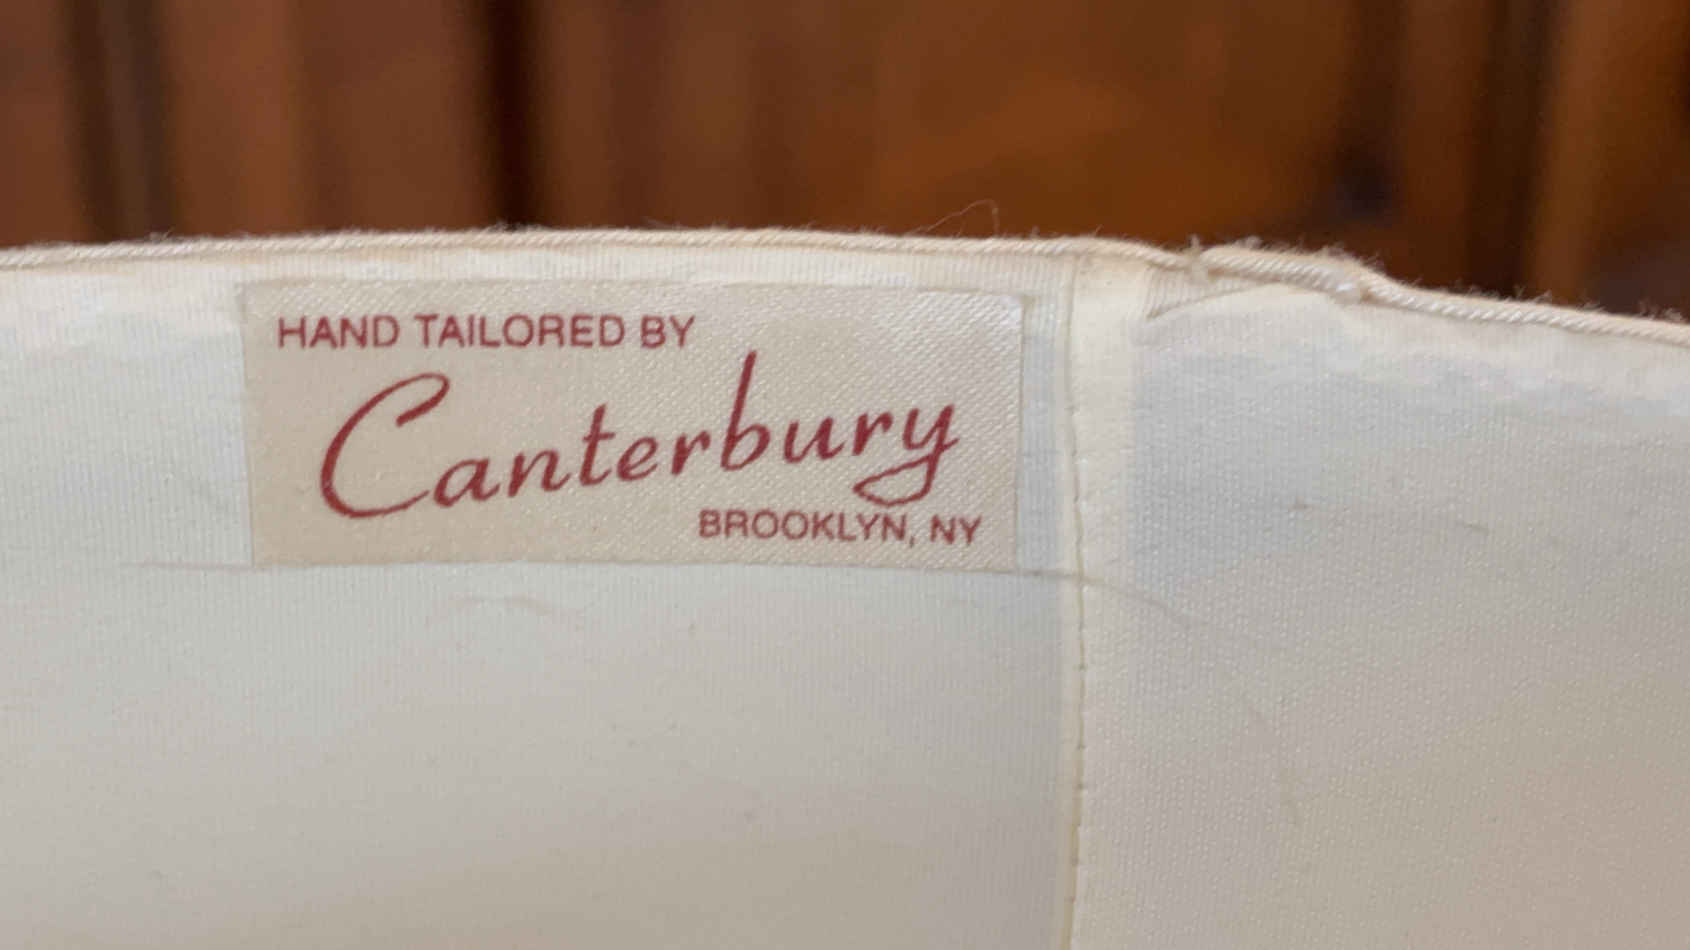 HAND TAILORED BY
Canterbury
BROOKLYN, NY